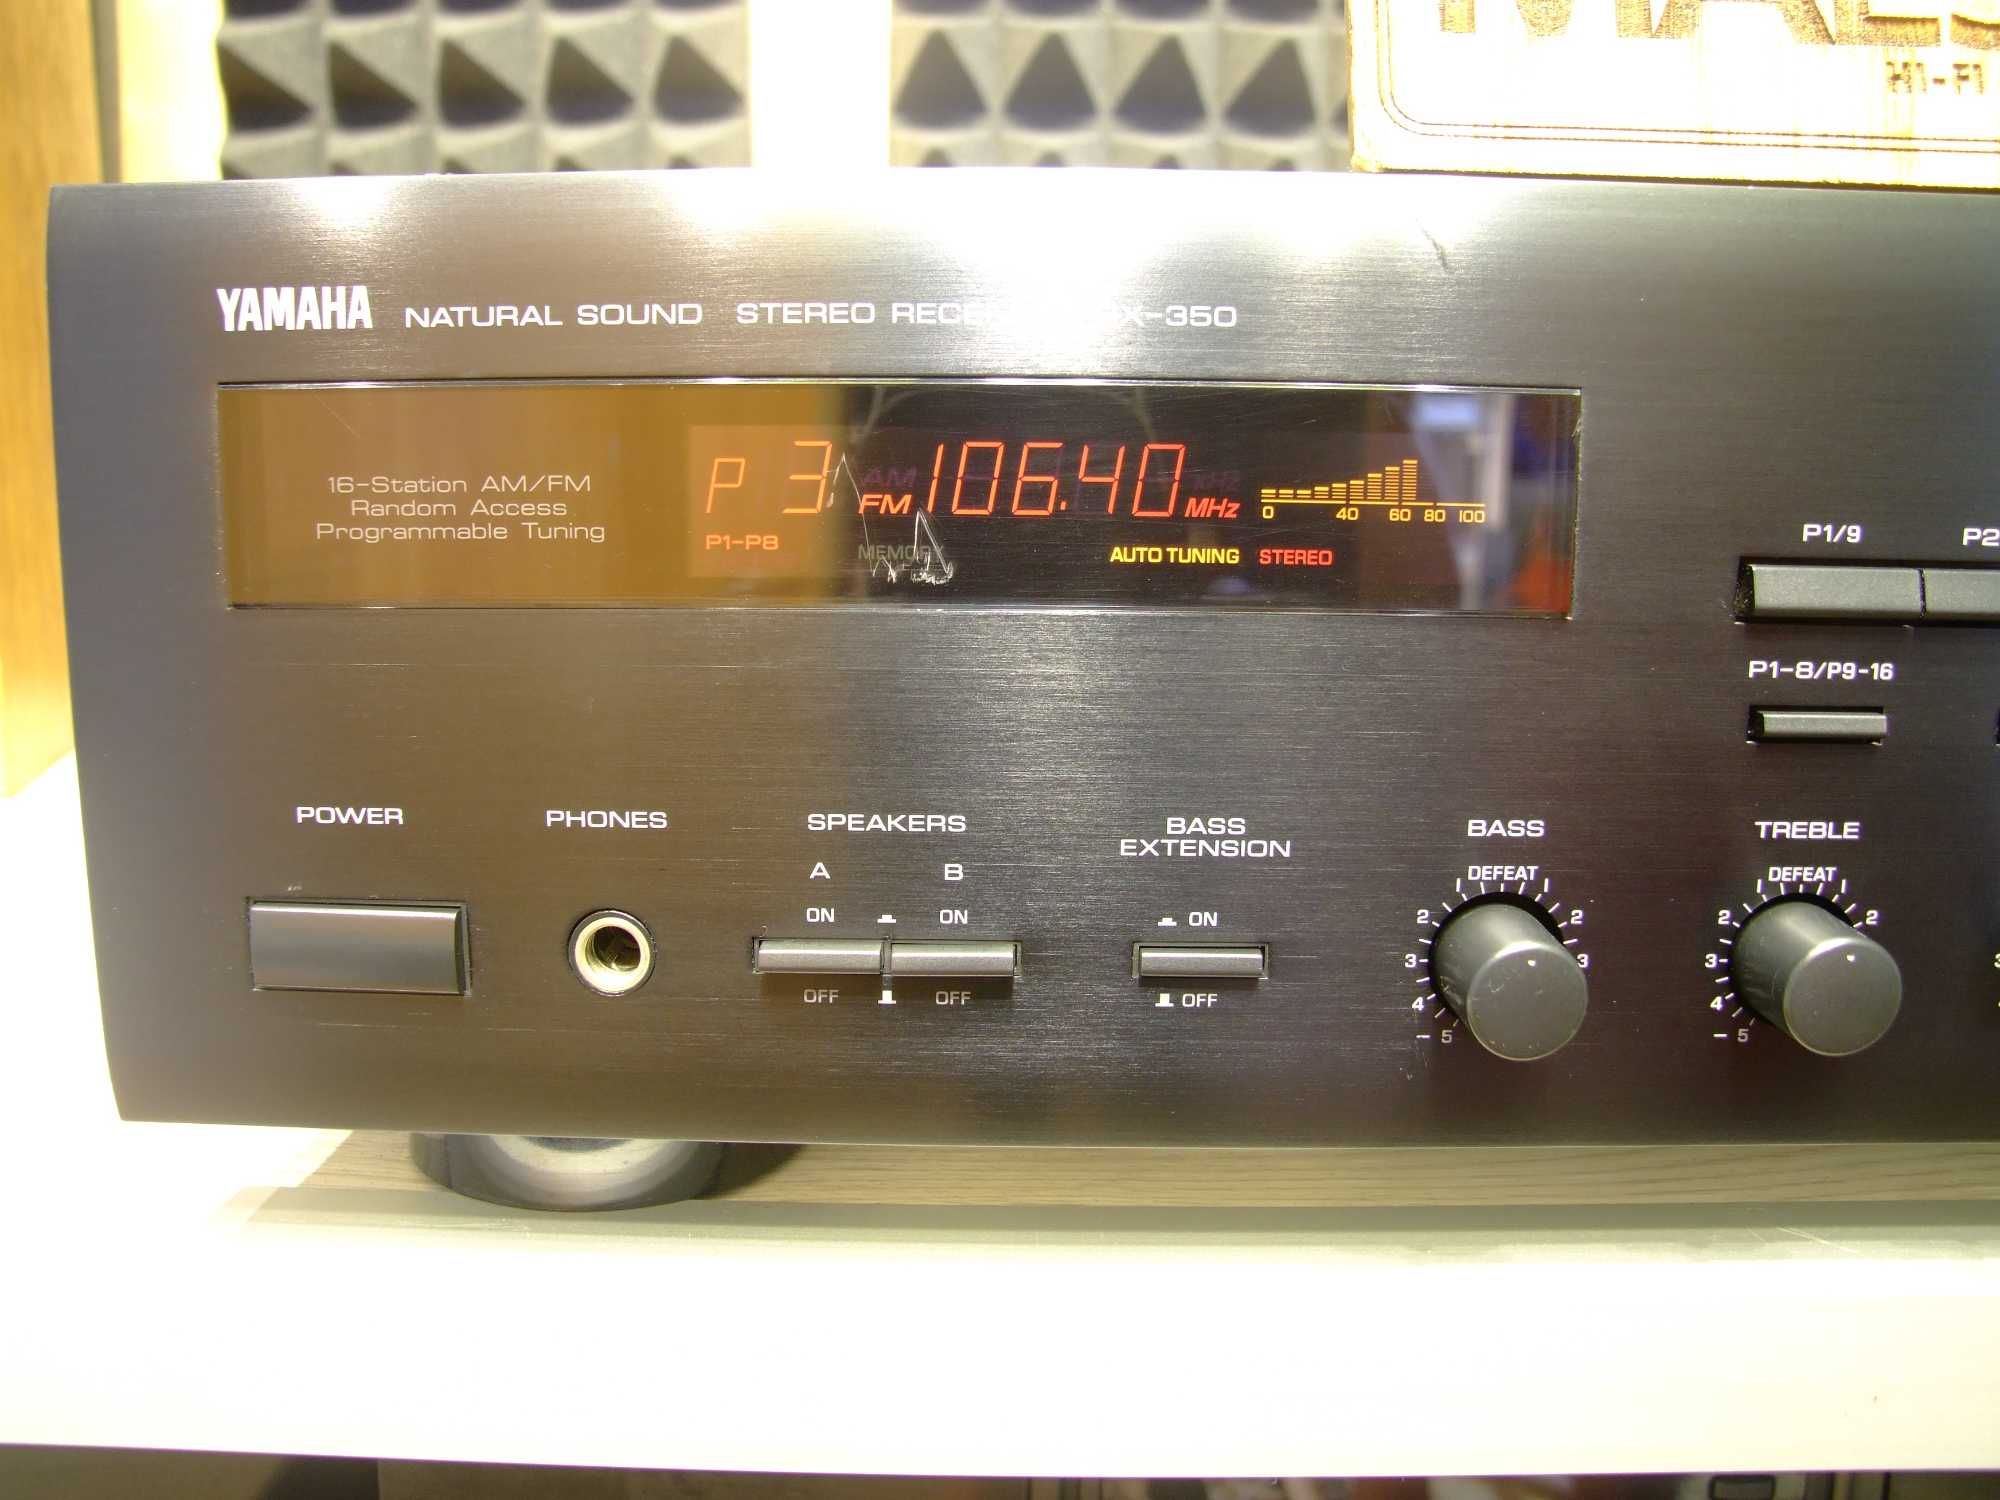 HI-FI
YAMAHA NATURAL SOUND STEREO X-350
16-Station AM/FM
Random Access
Programmable Tuning
P 3 AM FM 106.40 MHz
0 40 60 80 100
P1-P8 MEMORY AUTO TUNING STEREO
P1/9 P2
P1-8/P9-16
POWER PHONES SPEAKERS BASS EXTENSION BASS TREBLE
A B
DEFEAT DEFEAT
ON ON ON
2 2 2 2
3 3 3
OFF OFF OFF
4 4
5 5